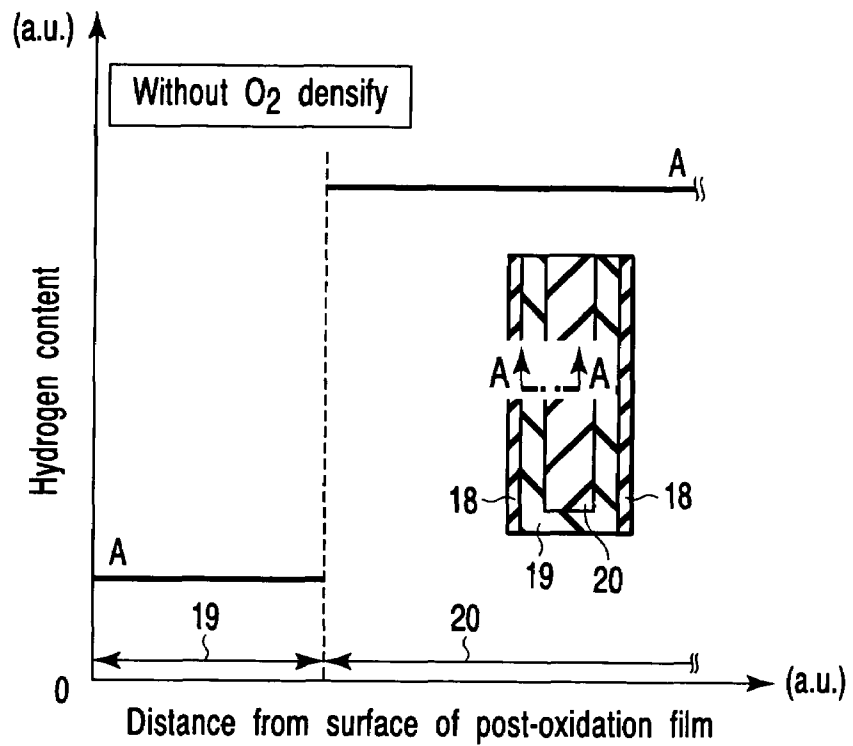 (a.u.)
Without O2 densify
A
Hydrogen content
A A
18 18
19 20
A
19 20
0
(a.u.)
Distance from surface of post-oxidation film